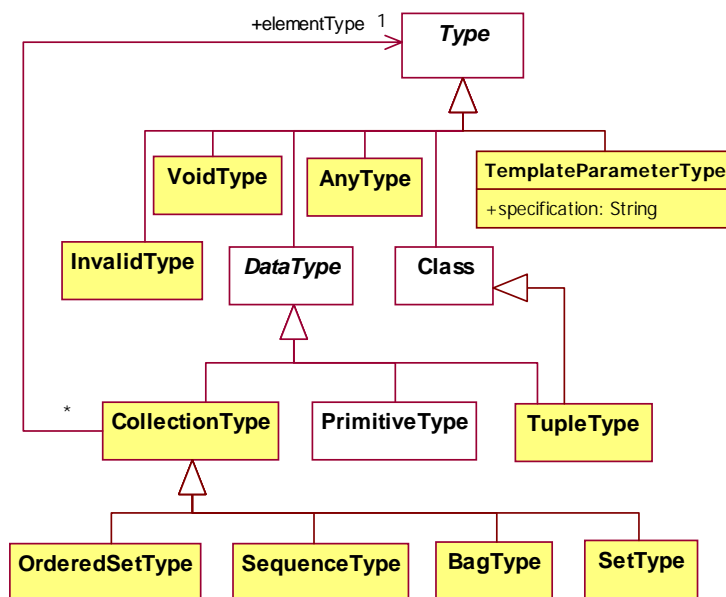 +elementType 1
Type
VoidType
AnyType
TemplateParameterType
+specification: String
InvalidType
DataType
Class
*
CollectionType
PrimitiveType
TupleType
OrderedSetType
SequenceType
BagType
SetType